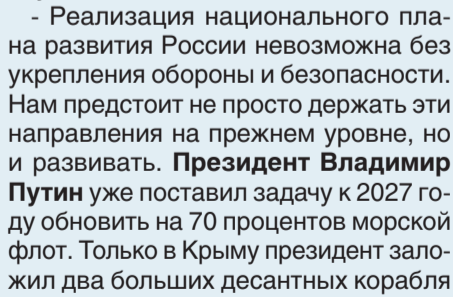 - Реализация национального пла-
на развития России невозможна без
укрепления обороны и безопасности.
Нам предстоит не просто держать эти
направления на прежнем уровне, но
и развивать. Президент Владимир
Путин уже поставил задачу к 2027 го-
ду обновить на 70 процентов морской
флот. Только в Крыму президент зало-
жил два больших десантных корабля